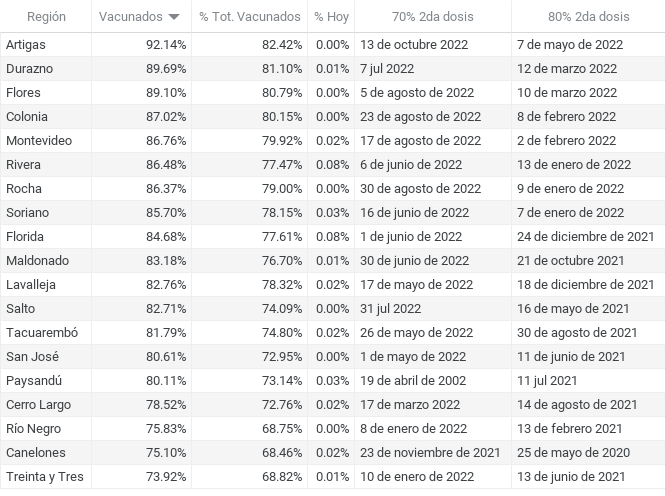 Región Vacunados % Tot. Vacunados % Hoy 70% 2da dosis 80% 2da dosis
Artigas 92.14% 82.42% 0.00% 13 de octubre 2022 7 de mayo de 2022
Durazno 89.69% 81.10% 0.01% 7 jul 2022 12 de marzo 2022
Flores 89.10% 80.79% 0.00% 5 de agosto de 2022 10 de marzo 2022
Colonia 87.02% 80.15% 0.00% 23 de agosto de 2022 8 de febrero 2022
Montevideo 86.76% 79.92% 0.02% 17 de agosto de 2022 2 de febrero 2022
Rivera 86.48% 77.47% 0.08% 6 de junio de 2022 13 de enero de 2022
Rocha 86.37% 79.00% 0.00% 30 de agosto de 2022 9 de enero de 2022
Soriano 85.70% 78.15% 0.03% 16 de junio de 2022 7 de enero de 2022
Florida 84.68% 77.61% 0.08% 1 de junio de 2022 24 de diciembre de 2021
Maldonado 83.18% 76.70% 0.01% 30 de junio de 2022 21 de octubre 2021
Lavalleja 82.76% 78.32% 0.02% 17 de mayo de 2022 18 de diciembre de 2021
Salto 82.71% 74.09% 0.00% 31 jul 2022 16 de mayo de 2021
Tacuarembó 81.79% 74.80% 0.02% 26 de mayo de 2022 30 de agosto de 2021
San José 80.61% 72.95% 0.00% 1 de mayo de 2022 11 de junio de 2021
Paysandú 80.11% 73.14% 0.03% 19 de abril de 2002 11 jul 2021
Cerro Largo 78.52% 72.76% 0.02% 17 de marzo 2022 14 de agosto de 2021
Río Negro 75.83% 68.75% 0.00% 8 de enero de 2022 13 de febrero 2021
Canelones 75.10% 68.46% 0.02% 23 de noviembre de 2021 25 de mayo de 2020
Treinta y Tres 73.92% 68.82% 0.01% 10 de enero de 2022 13 de junio de 2021